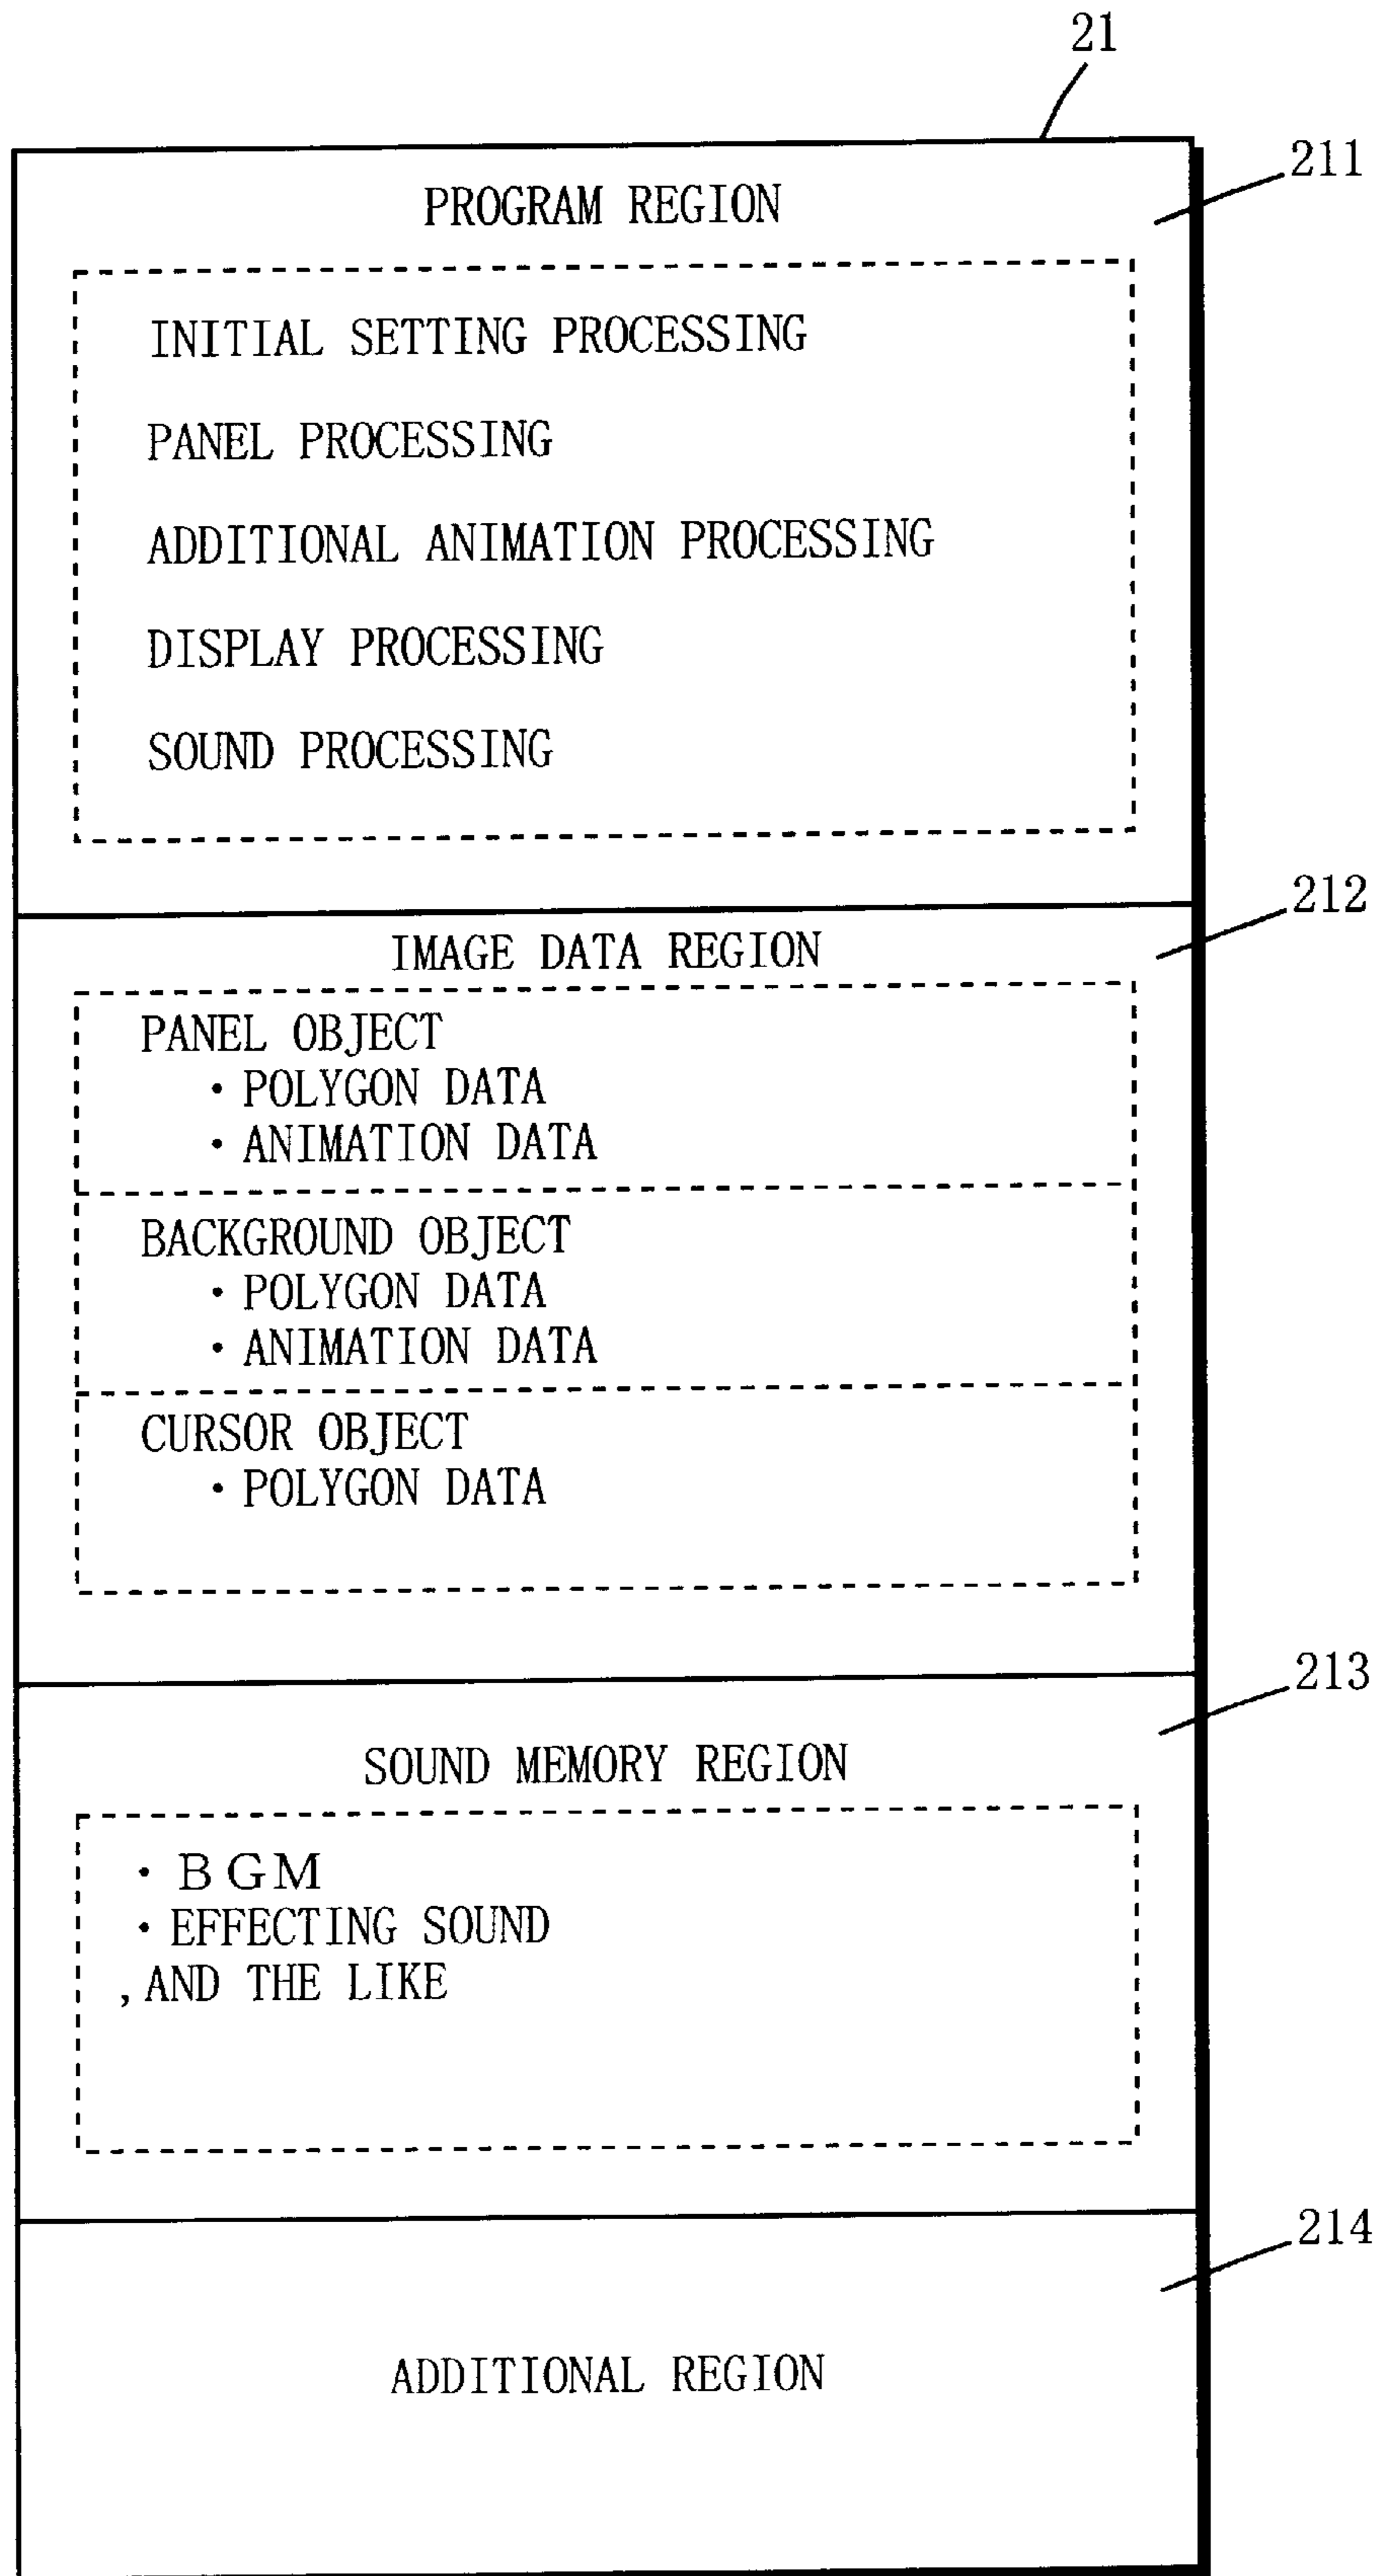 21
211
PROGRAM REGION
INITIAL SETTING PROCESSING
PANEL PROCESSING
ADDITIONAL ANIMATION PROCESSING
DISPLAY PROCESSING
SOUND PROCESSING
212
IMAGE DATA REGION
PANEL OBJECT
・POLYGON DATA
・ANIMATION DATA
BACKGROUND OBJECT
・POLYGON DATA
・ANIMATION DATA
CURSOR OBJECT
・POLYGON DATA
213
SOUND MEMORY REGION
・BGM
・EFFECTING SOUND
,AND THE LIKE
214
ADDITIONAL REGION